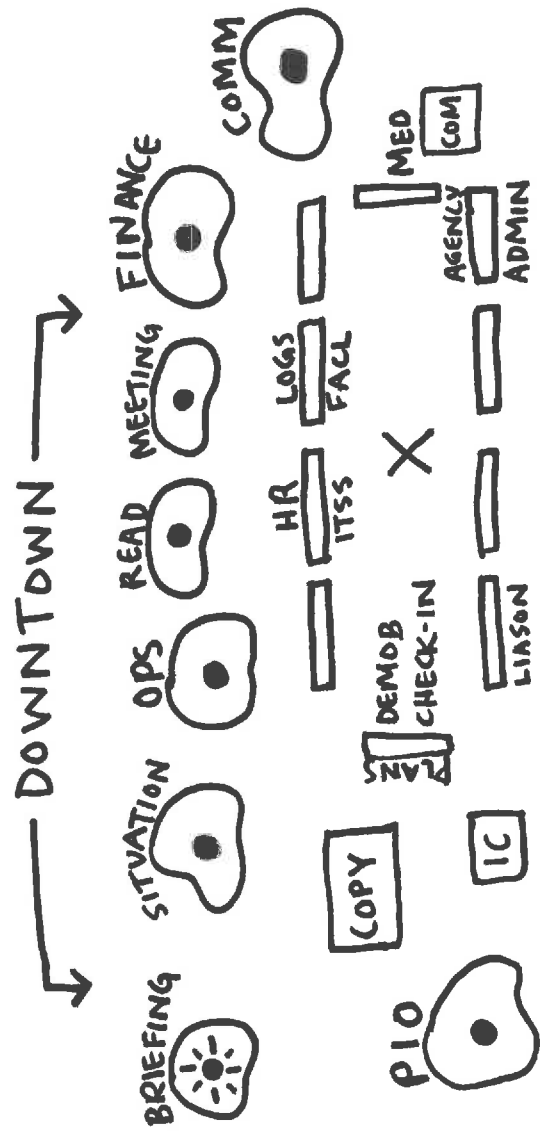 DOWNTOWN
BRIEFING
SITUATION
OPS
READ
MEETING
FINANCE
COMM
HR
ITSS
LOGS
FACL
COPY
PLANS
DEMOB
CHECK-IN
X
MED
COM
AGENCY
ADMIN
PIO
IC
LIASON